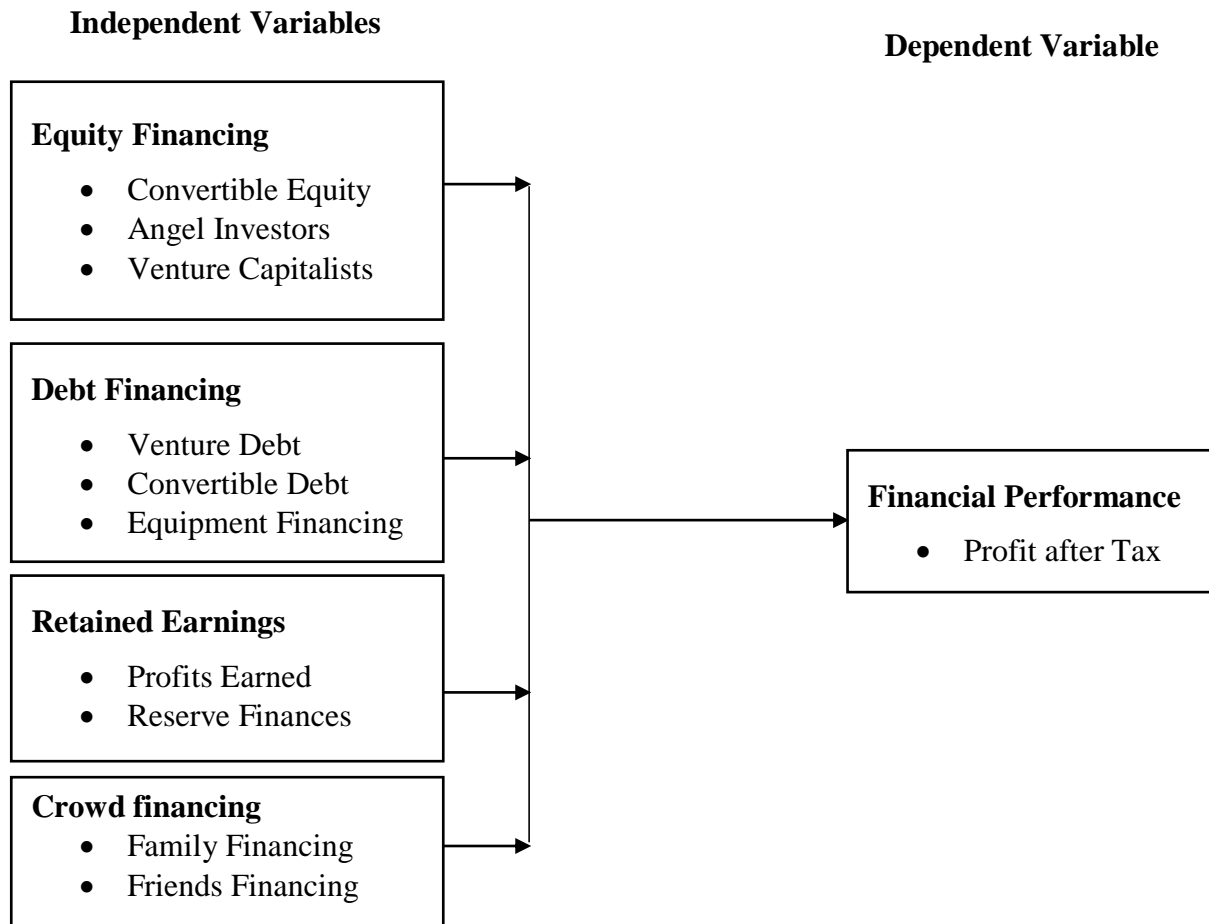 Independent Variables
Dependent Variable
Equity Financing
• Convertible Equity
• Angel Investors
• Venture Capitalists
Debt Financing
• Venture Debt
• Convertible Debt
• Equipment Financing
Retained Earnings
• Profits Earned
• Reserve Finances
Crowd financing
• Family Financing
• Friends Financing
Financial Performance
• Profit after Tax